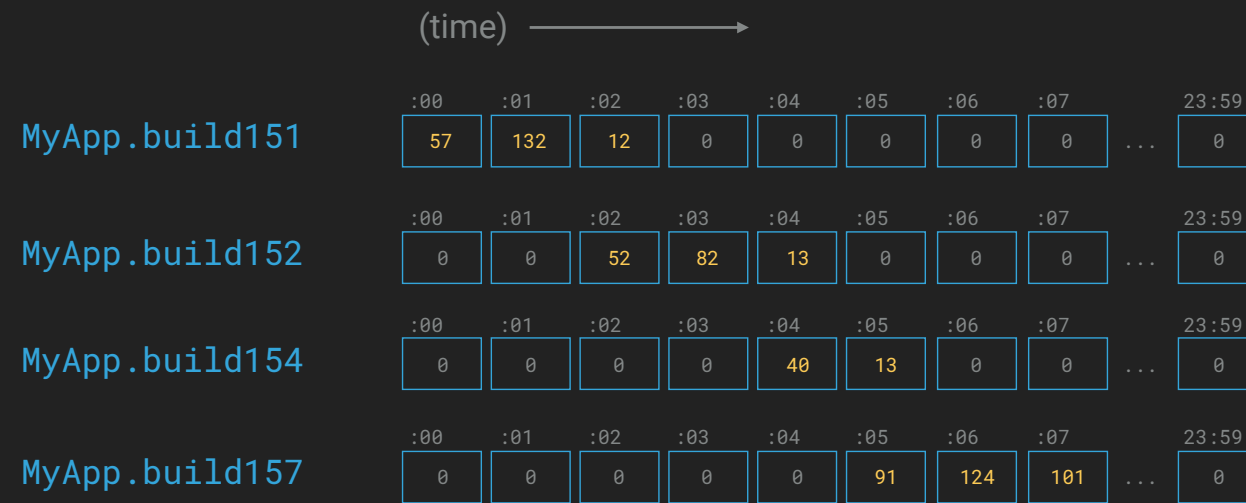 (time)
:00 :01 :02 :03 :04 :05 :06 :07 23:59
MyApp.build151 57 132 12 0 0 0 0 0 ... 0
:00 :01 :02 :03 :04 :05 :06 :07 23:59
MyApp.build152 0 0 52 82 13 0 0 0 ... 0
:00 :01 :02 :03 :04 :05 :06 :07 23:59
MyApp.build154 0 0 0 0 40 13 0 0 ... 0
:00 :01 :02 :03 :04 :05 :06 :07 23:59
MyApp.build157 0 0 0 0 0 91 124 101 ... 0